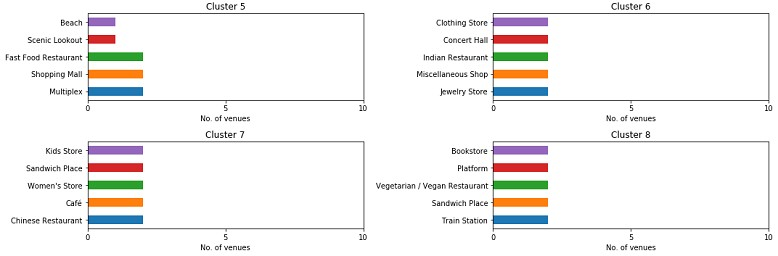 Cluster 5
Beach
Scenic Lookout
Fast Food Restaurant
Shopping Mall
Multiplex
0 5 10
No. of venues
Cluster 6
Clothing Store
Concert Hall
Indian Restaurant
Miscellaneous Shop
Jewelry Store
0 5 10
No. of venues
Cluster 7
Kids Store
Sandwich Place
Women's Store
Café
Chinese Restaurant
0 5 10
No. of venues
Cluster 8
Bookstore
Platform
Vegetarian / Vegan Restaurant
Sandwich Place
Train Station
0 5 10
No. of venues